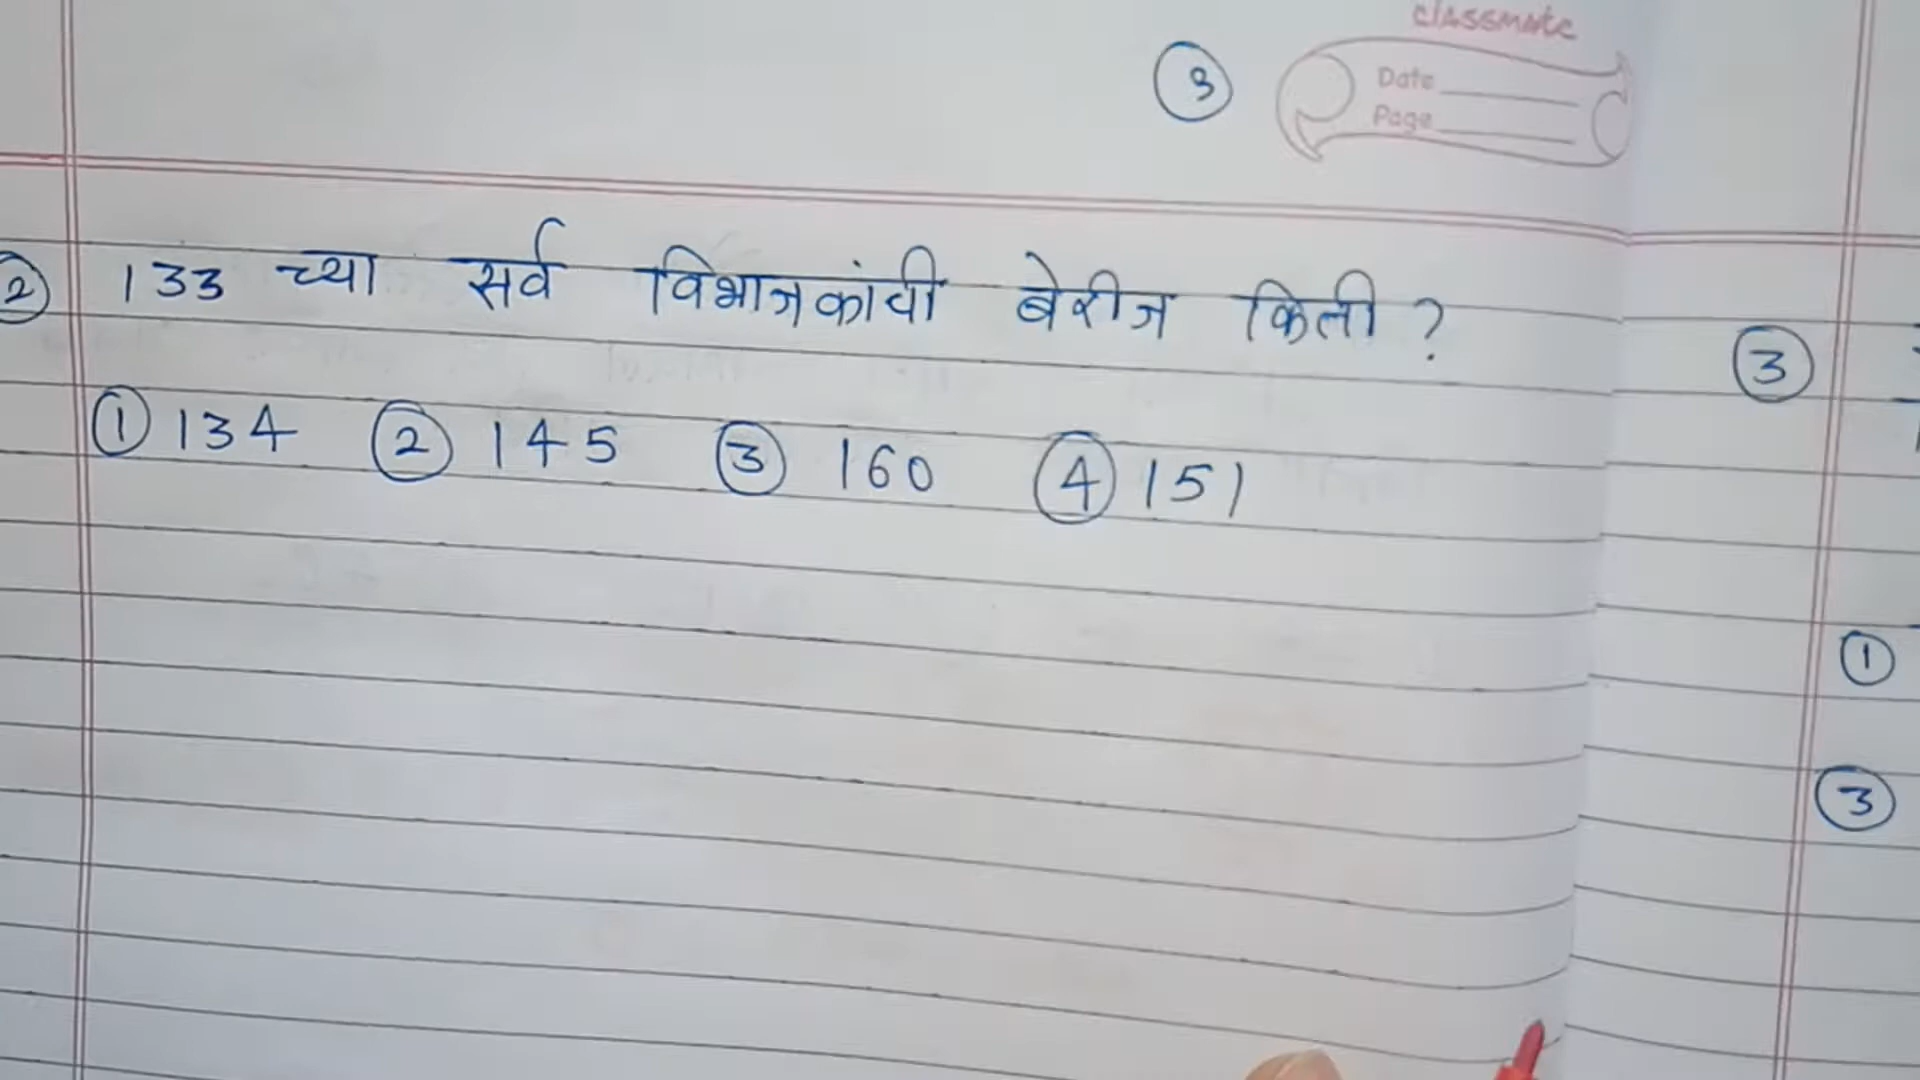 classmate
③ Date
Page
② 133 च्या सर्व विभाजकांची बेरीज किती ?
① 134 ② 145 ③ 160 ④ 151
③
①
③